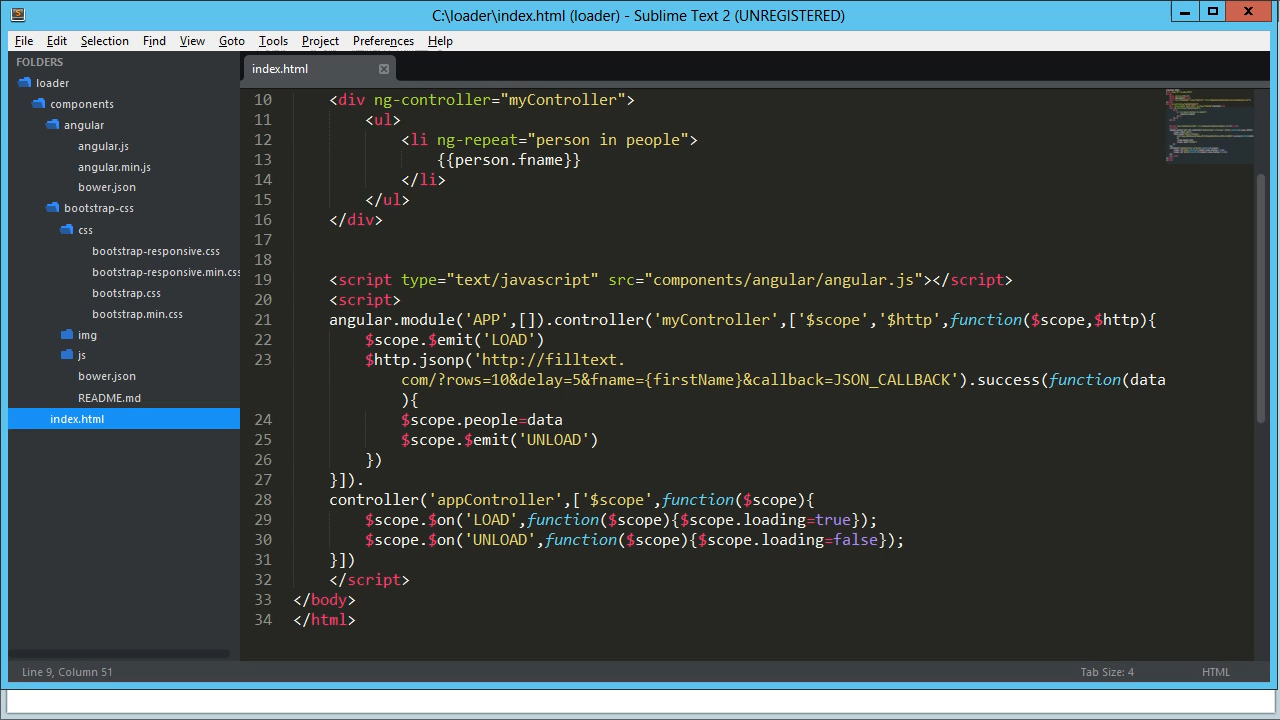 C:\loader\index.html (loader) - Sublime Text 2 (UNREGISTERED)
File Edit Selection Find View Goto Tools Project Preferences Help
FOLDERS
loader
components
angular
angular.js
angular.min.js
bower.json
bootstrap-css
css
bootstrap-responsive.css
bootstrap-responsive.min.css
bootstrap.css
bootstrap.min.css
img
js
bower.json
README.md
index.html
index.html
10 <div ng-controller="myController">
11 <ul>
12 <li ng-repeat="person in people">
13 {{person.fname}}
14 </li>
15 </ul>
16 </div>
17
18
19 <script type="text/javascript" src="components/angular/angular.js"></script>
20 <script>
21 angular.module('APP',[]).controller('myController',['$scope','$http',function($scope,$http){
22 $scope.$emit('LOAD')
23 $http.jsonp('http://filltext.
com/?rows=10&delay=5&fname={firstName}&callback=JSON_CALLBACK').success(function(data
){
24 $scope.people=data
25 $scope.$emit('UNLOAD')
26 })
27 }]).
28 controller('appController',['$scope',function($scope){
29 $scope.$on('LOAD',function($scope){$scope.loading=true});
30 $scope.$on('UNLOAD',function($scope){$scope.loading=false});
31 }])
32 </script>
33 </body>
34 </html>
Line 9, Column 51 Tab Size: 4 HTML